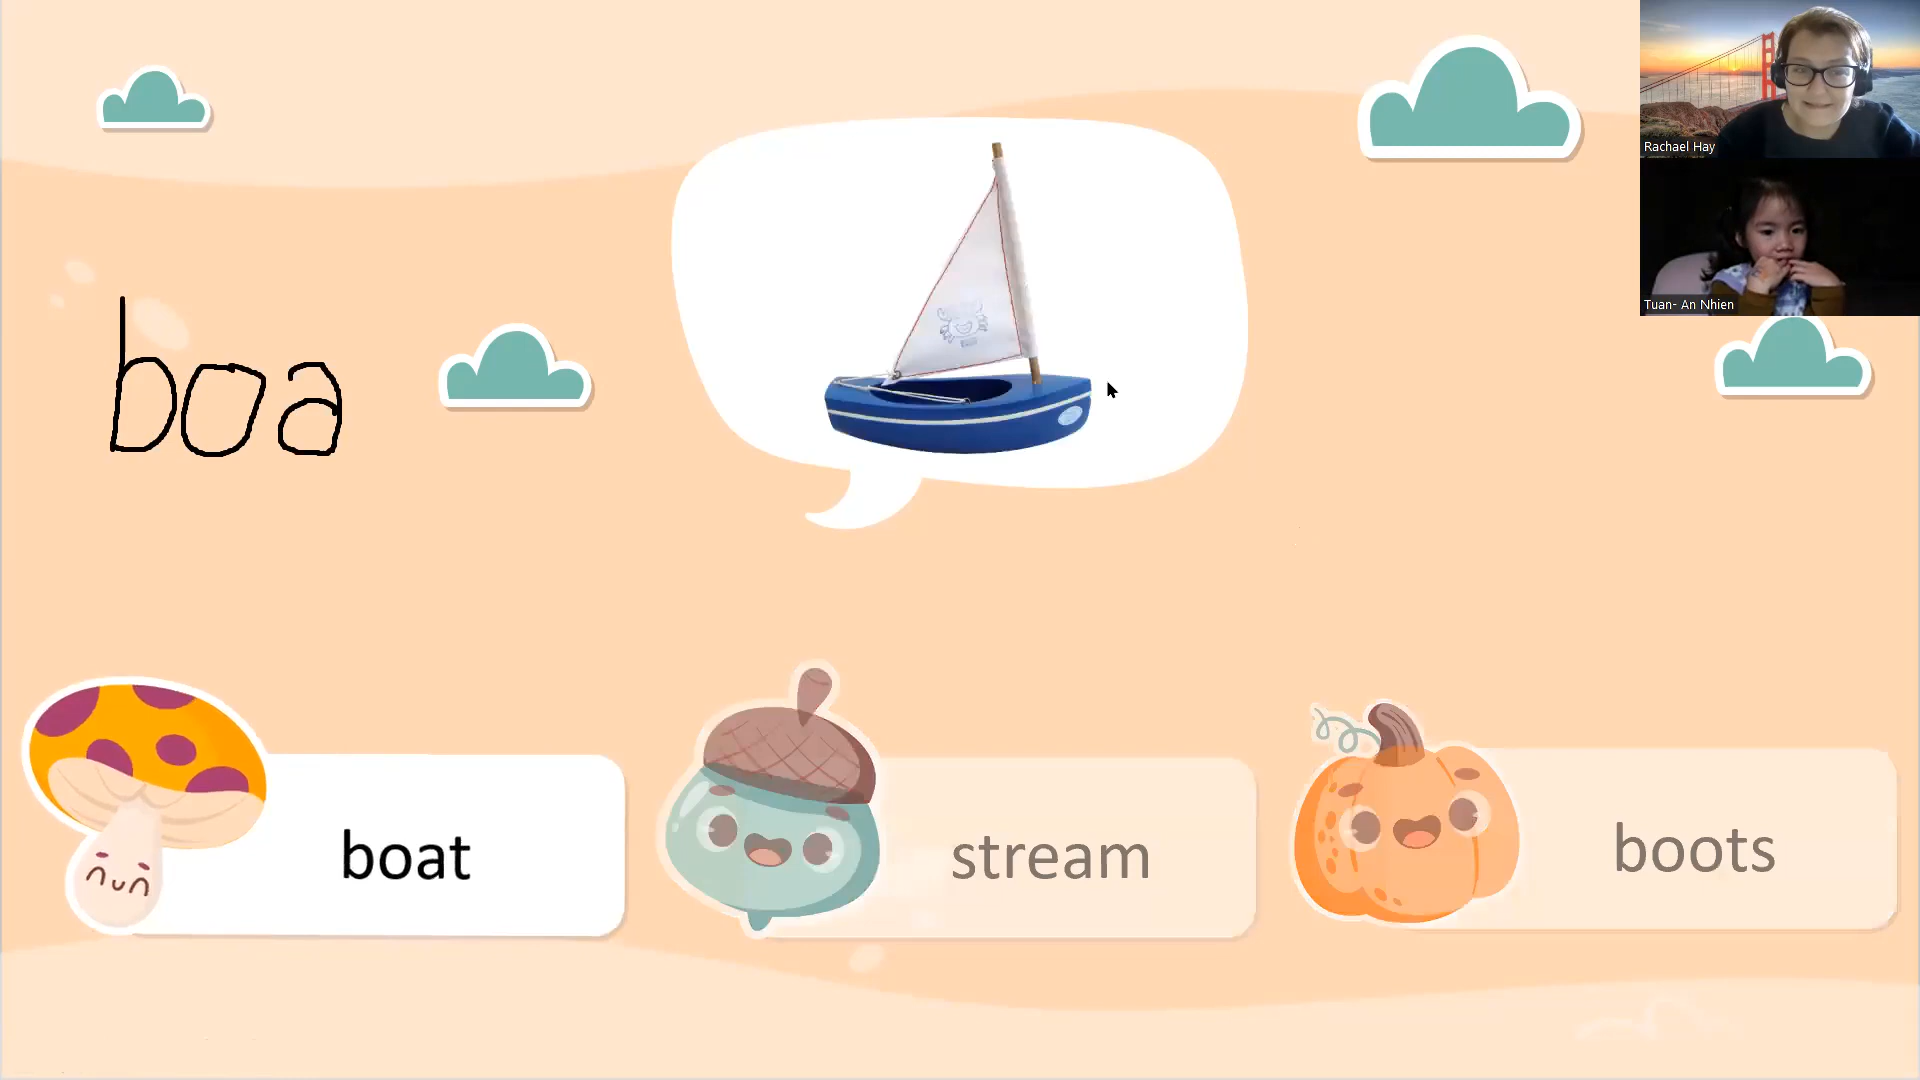 Rachael Hay
Tuan- An Nhien
boa
boat
stream
boots